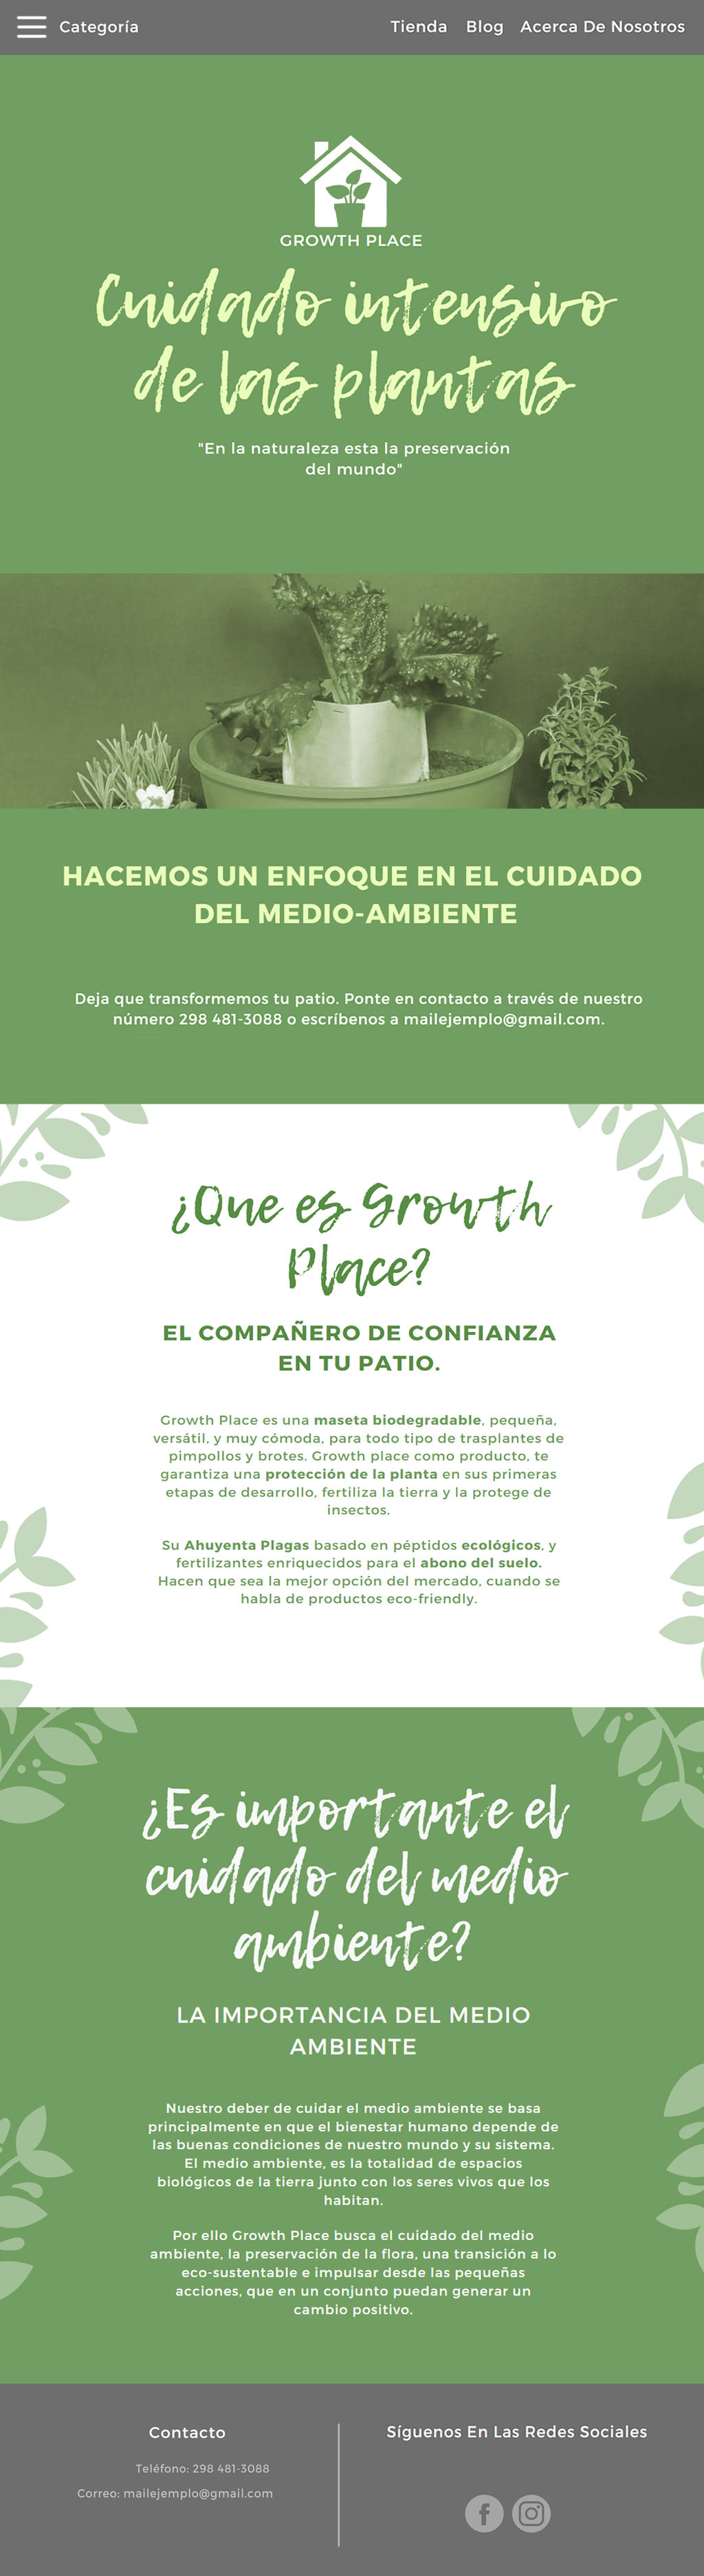 Categoría
Tienda Blog Acerca De Nosotros
GROWTH PLACE
Cuidado intensivo
de las plantas
"En la naturaleza esta la preservación
del mundo"
HACEMOS UN ENFOQUE EN EL CUIDADO
DEL MEDIO-AMBIENTE
Deja que transformemos tu patio. Ponte en contacto a través de nuestro
número 298 481-3088 o escríbenos a mailejemplo@gmail.com.
¿Que es Growth
Place?
EL COMPAÑERO DE CONFIANZA
EN TU PATIO.
Growth Place es una maseta biodegradable, pequeña,
versátil, y muy cómoda, para todo tipo de trasplantes de
pimpollos y brotes. Growth place como producto, te
garantiza una protección de la planta en sus primeras
etapas de desarrollo, fertiliza la tierra y la protege de
insectos.
Su Ahuyenta Plagas basado en péptidos ecológicos, y
fertilizantes enriquecidos para el abono del suelo.
Hacen que sea la mejor opción del mercado, cuando se
habla de productos eco-friendly.
¿Es importante el
cuidado del medio
ambiente?
LA IMPORTANCIA DEL MEDIO
AMBIENTE
Nuestro deber de cuidar el medio ambiente se basa
principalmente en que el bienestar humano depende de
las buenas condiciones de nuestro mundo y su sistema.
El medio ambiente, es la totalidad de espacios
biológicos de la tierra junto con los seres vivos que los
habitan.
Por ello Growth Place busca el cuidado del medio
ambiente, la preservación de la flora, una transición a lo
eco-sustentable e impulsar desde las pequeñas
acciones, que en un conjunto puedan generar un
cambio positivo.
Contacto
Teléfono: 298 481-3088
Correo: mailejemplo@gmail.com
Síguenos En Las Redes Sociales